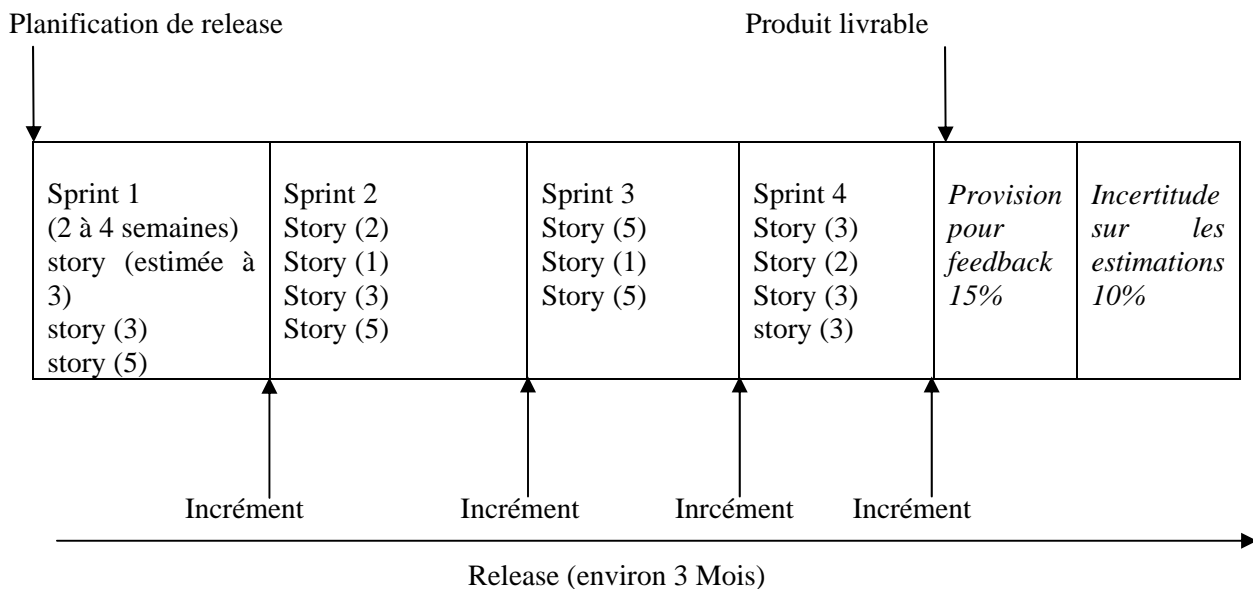 Planification de release
Produit livrable
Sprint 1
(2 à 4 semaines)
story (estimée à
3)
story (3)
story (5)
Sprint 2
Story (2)
Story (1)
Story (3)
Story (5)
Sprint 3
Story (5)
Story (1)
Story (5)
Sprint 4
Story (3)
Story (2)
Story (3)
story (3)
Provision
pour
feedback
15%
Incertitude
sur les
estimations
10%
Incrément
Incrément
Inrcément
Incrément
Release (environ 3 Mois)